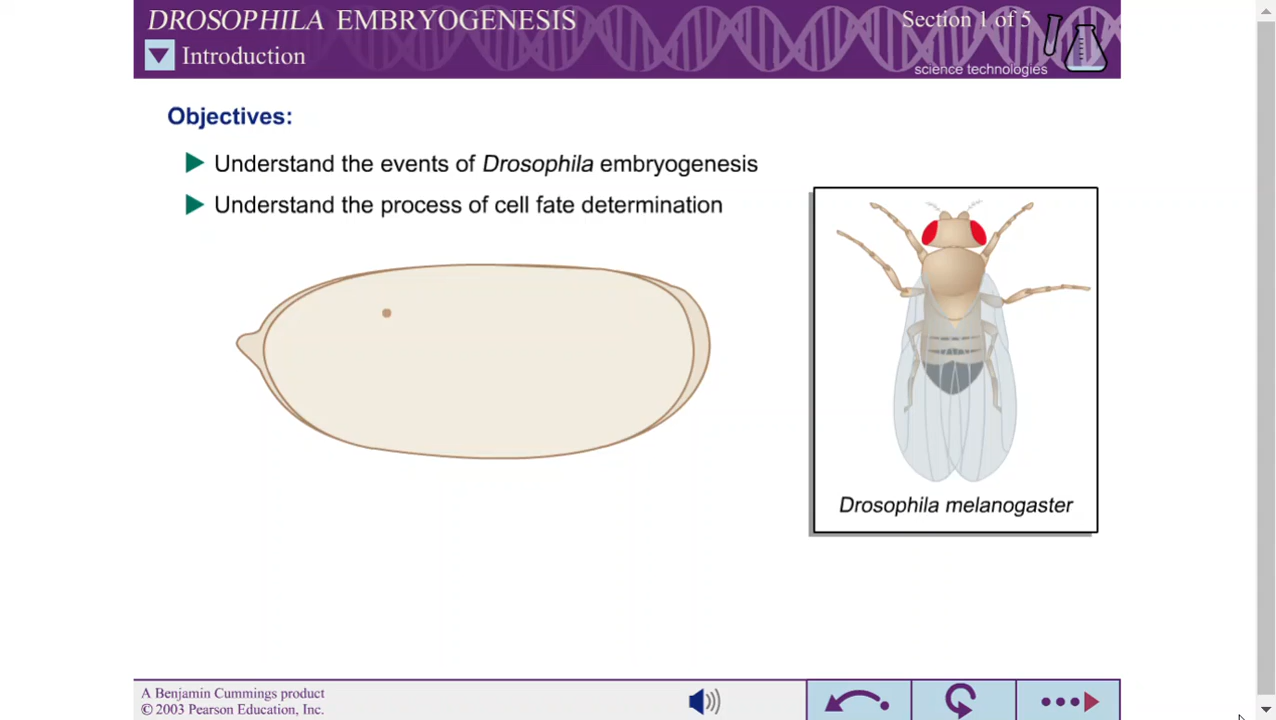 DROSOPHILA EMBRYOGENESIS
Section 1 of 5
Introduction
science technologies
Objectives:
Understand the events of Drosophila embryogenesis
Understand the process of cell fate determination
Drosophila melanogaster
A Benjamin Cummings product
© 2003 Pearson Education, Inc.